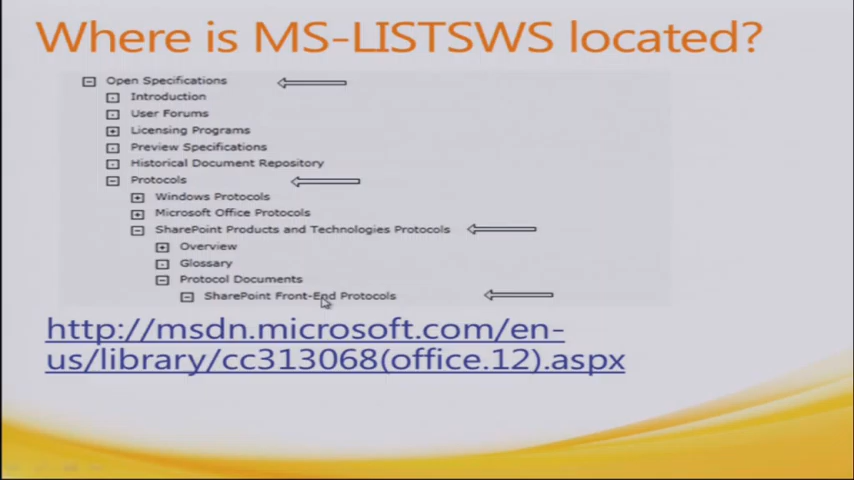 Where is MS-LISTSWS located?
Open Specifications
Introduction
User Forums
Licensing Programs
Preview Specifications
Historical Document Repository
Protocols
Windows Protocols
Microsoft Office Protocols
SharePoint Products and Technologies Protocols
Overview
Glossary
Protocol Documents
SharePoint Front-End Protocols
http://msdn.microsoft.com/en-
us/library/cc313068(office.12).aspx